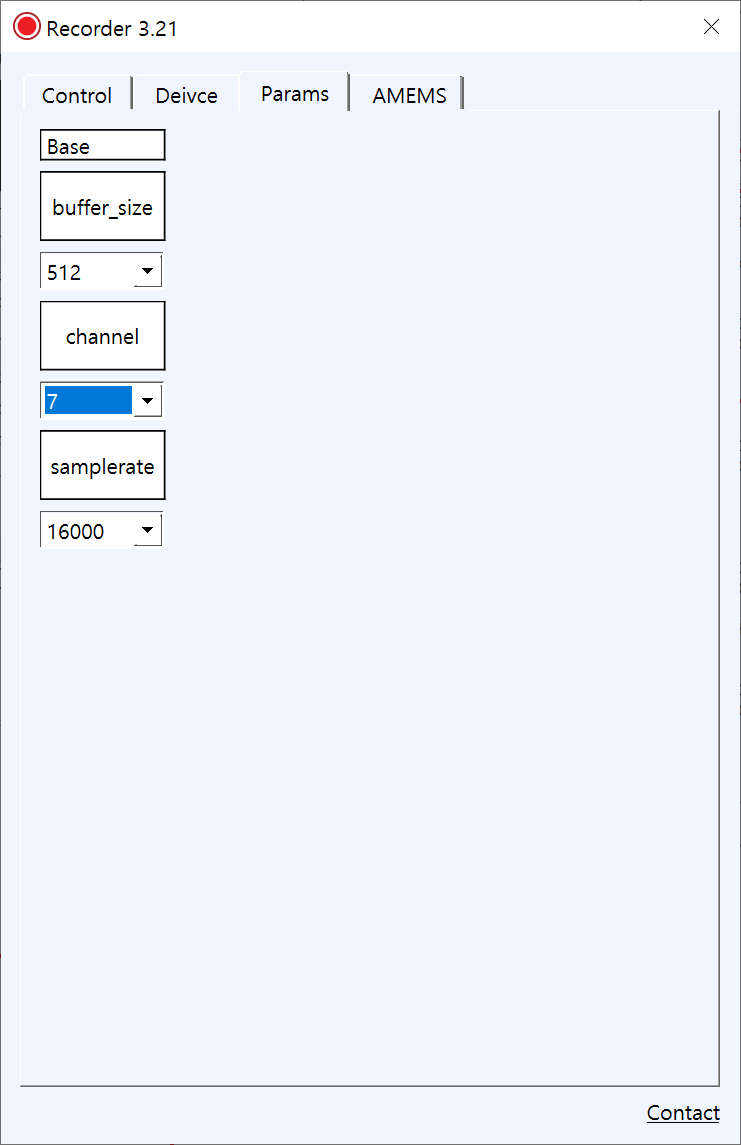 Recorder 3.21
Control Deivce Params AMEMS
Base
buffer_size
512
channel
7
samplerate
16000
Contact